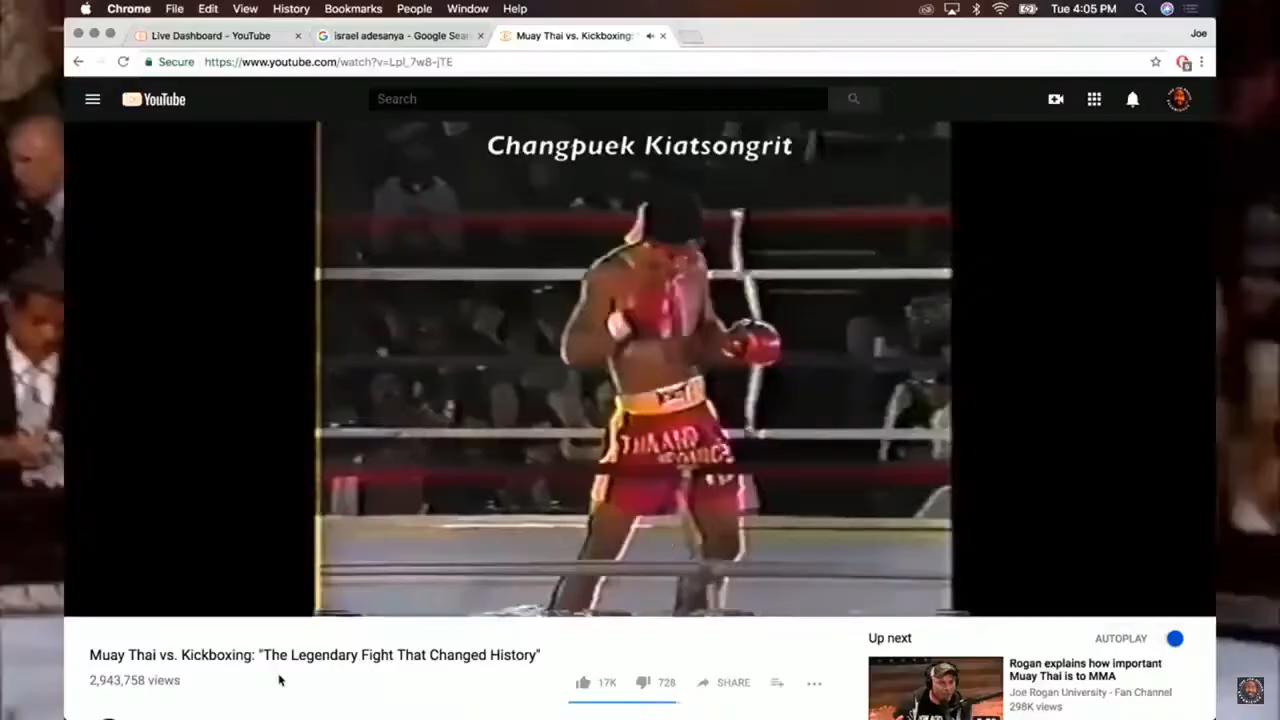 Chrome File Edit View History Bookmarks People Window Help Tue 4:05 PM
Live Dashboard - YouTube
israel adesanya - Google Sear
Muay Thai vs. Kickboxing:
Joe
Secure https://www.youtube.com/watch?v=LpI_7w8-jTE
YouTube
Search
Changpuek Kiatsongrit
THAILAND
Muay Thai vs. Kickboxing: "The Legendary Fight That Changed History"
2,943,758 views
17K 728 SHARE
Up next AUTOPLAY
Rogan explains how important
Muay Thai is to MMA
Joe Rogan University - Fan Channel
298K views